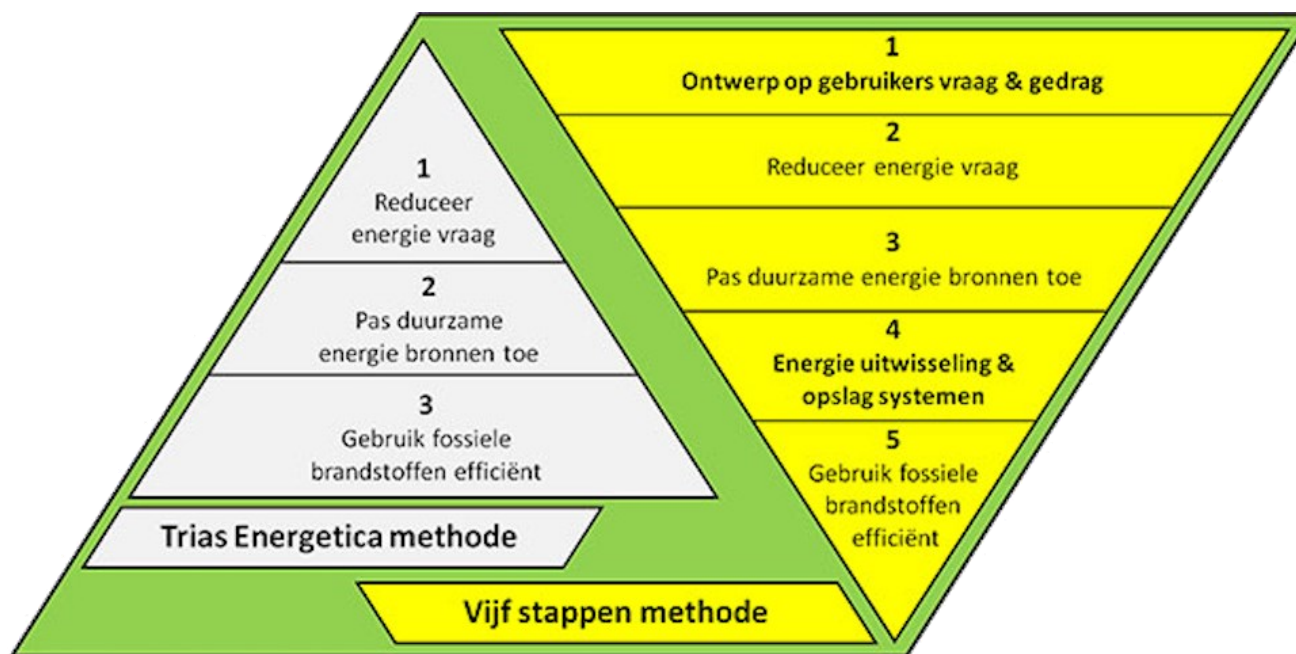 1
Reduceer
energie vraag
2
Pas duurzame
energie bronnen toe
3
Gebruik fossiele
brandstoffen efficiënt
Trias Energetica methode
1
Ontwerp op gebruikers vraag & gedrag
2
Reduceer energie vraag
3
Pas duurzame energie bronnen toe
4
Energie uitwisseling &
opslag systemen
5
Gebruik fossiele
brandstoffen
efficiënt
Vijf stappen methode